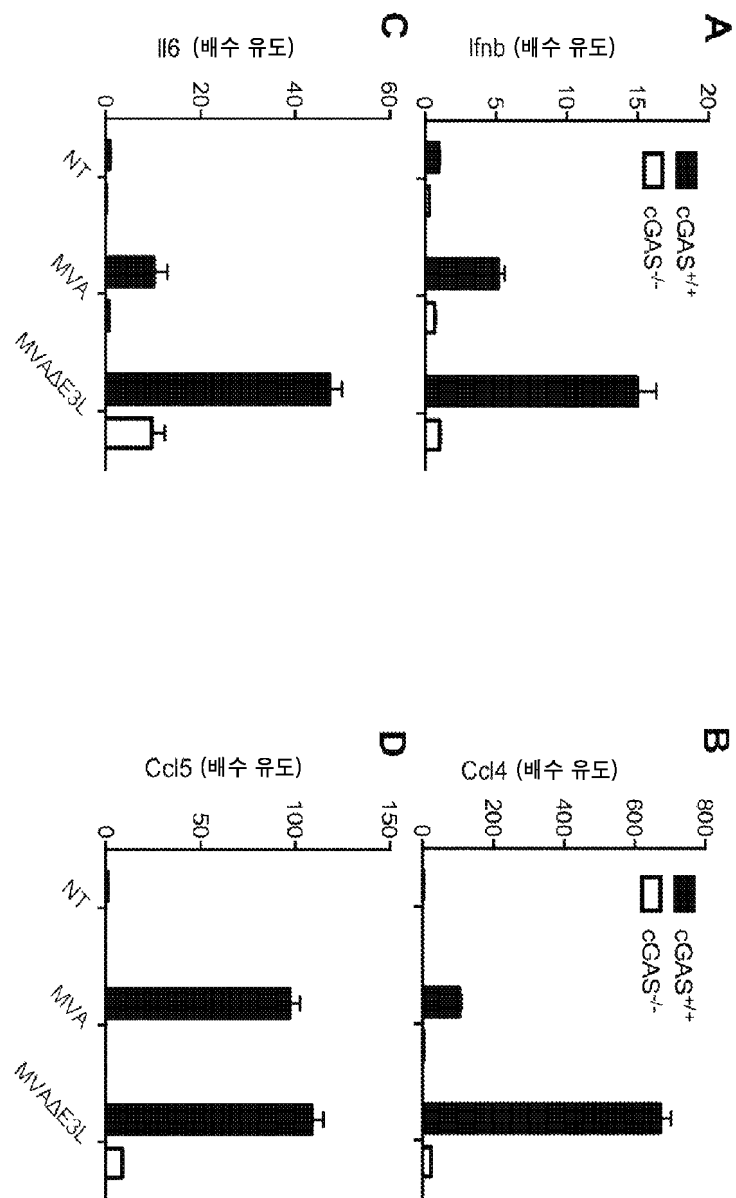 A
Ifnb (배수 유도)
20
15
10
5
0
cGAS+/+
cGAS-/-
B
Ccl4 (배수 유도)
800
600
400
200
0
cGAS+/+
cGAS-/-
C
Il6 (배수 유도)
60
40
20
0
NT
MVA
MVAΔE3L
D
Ccl5 (배수 유도)
150
100
50
0
NT
MVA
MVAΔE3L